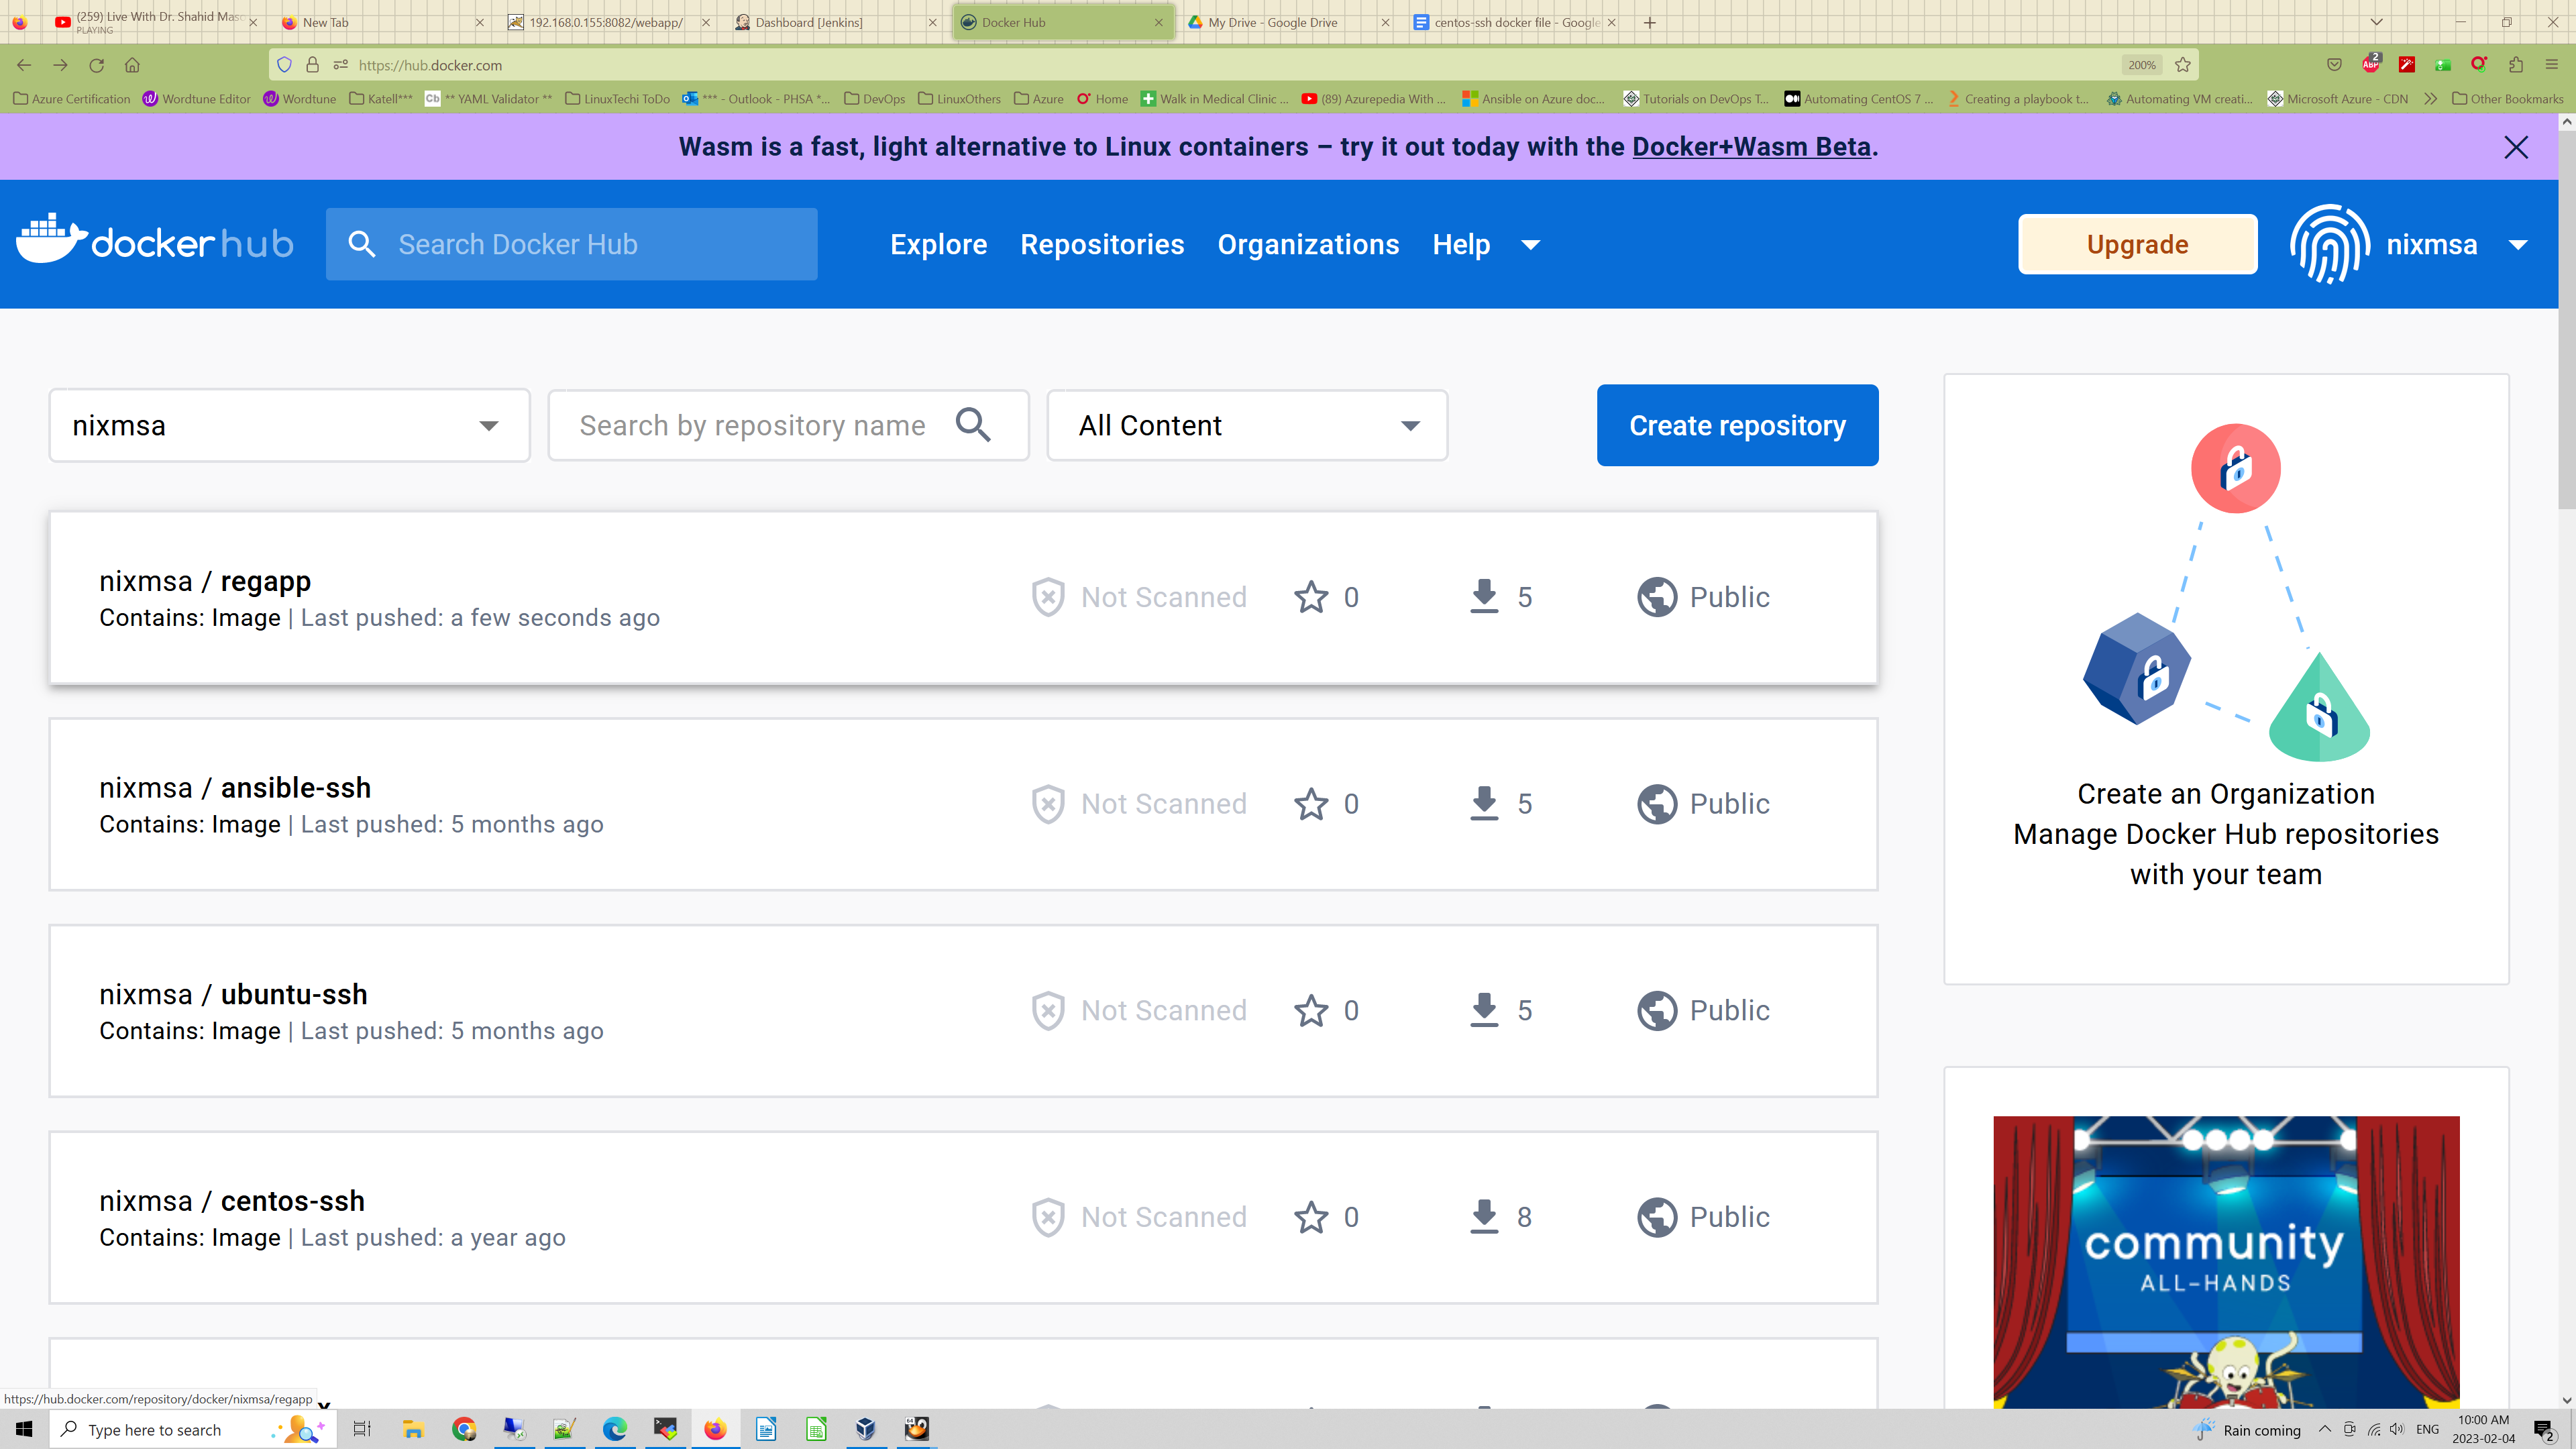 (259) Live With Dr. Shahid Mas
PLAYING
New Tab
192.168.0.155:8082/webapp/
Dashboard [Jenkins]
Docker Hub
My Drive - Google Drive
centos-ssh docker file - Google
https://hub.docker.com
200%
ABP
2
Azure Certification
Wordtune Editor
Wordtune
Katell***
Cb
** YAML Validator **
LinuxTechi ToDo
*** - Outlook - PHSA *...
DevOps
LinuxOthers
Azure
Home
Walk in Medical Clinic ...
(89) Azurepedia With ...
Ansible on Azure doc...
Tutorials on DevOps T...
Automating CentOS 7 ...
Creating a playbook t...
Automating VM creati...
Microsoft Azure - CDN
Other Bookmarks
Wasm is a fast, light alternative to Linux containers – try it out today with the Docker+Wasm Beta.
docker hub
Search Docker Hub
Explore
Repositories
Organizations
Help
Upgrade
nixmsa
nixmsa
Search by repository name
All Content
Create repository
nixmsa / regapp
Contains: Image | Last pushed: a few seconds ago
Not Scanned
0
5
Public
nixmsa / ansible-ssh
Contains: Image | Last pushed: 5 months ago
Not Scanned
0
5
Public
nixmsa / ubuntu-ssh
Contains: Image | Last pushed: 5 months ago
Not Scanned
0
5
Public
nixmsa / centos-ssh
Contains: Image | Last pushed: a year ago
Not Scanned
0
8
Public
Create an Organization
Manage Docker Hub repositories
with your team
community
ALL-HANDS
https://hub.docker.com/repository/docker/nixmsa/regapp
Type here to search
Rain coming
ENG
10:00 AM
2023-02-04
2